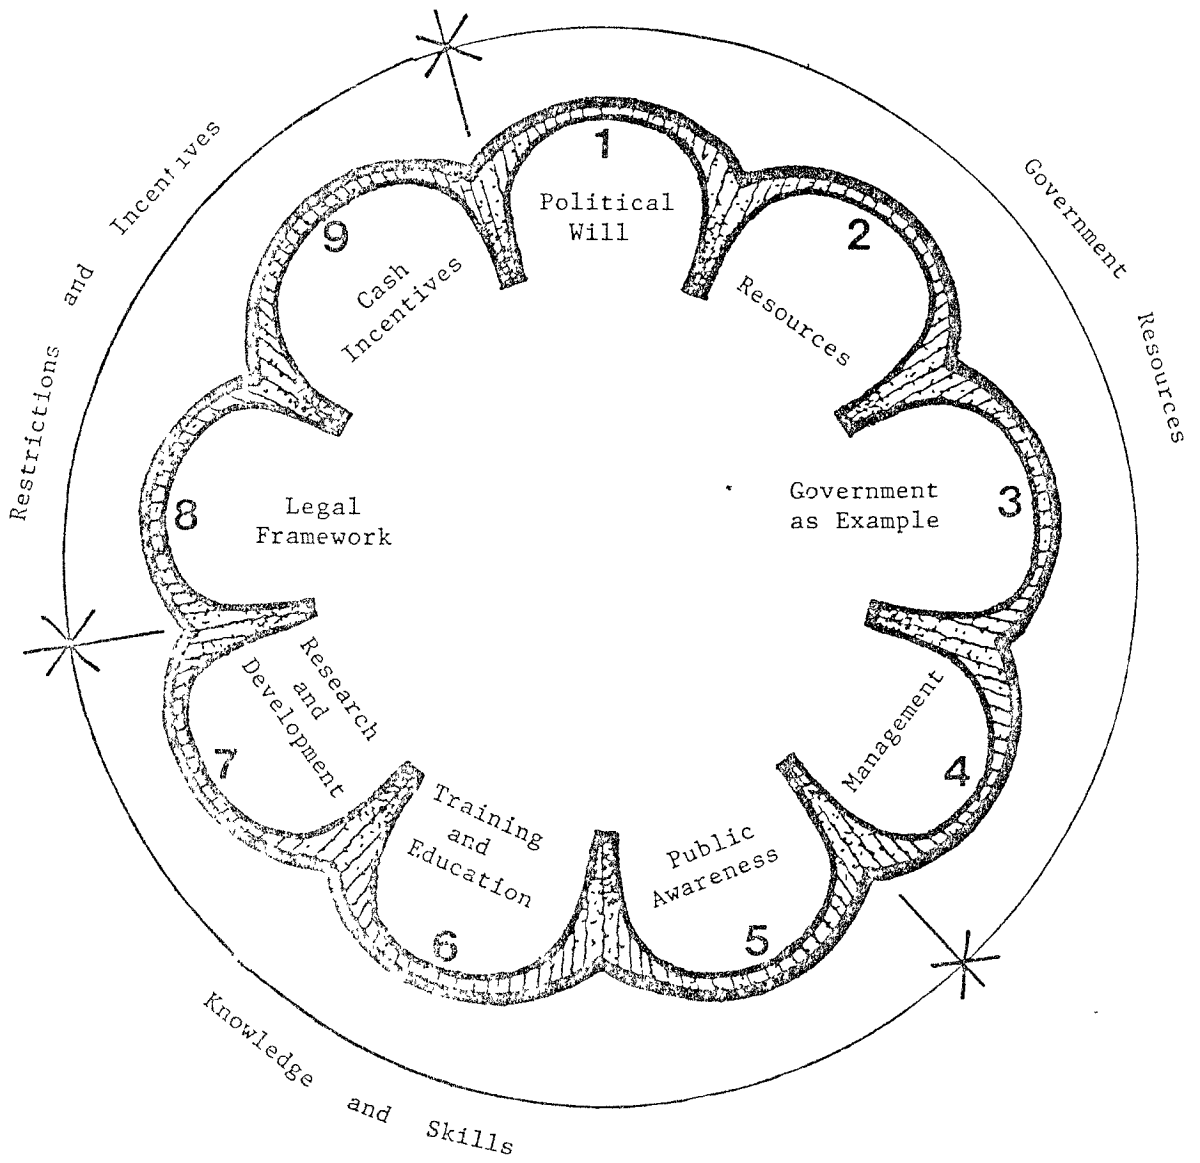 1
Political
Will
2
Resources
3
Government
as Example
4
Management
5
Public
Awareness
6
Training
and
Education
7
Research
and
Development
8
Legal
Framework
9
Cash
Incentives
Government Resources
Knowledge and Skills
Restrictions and Incentives